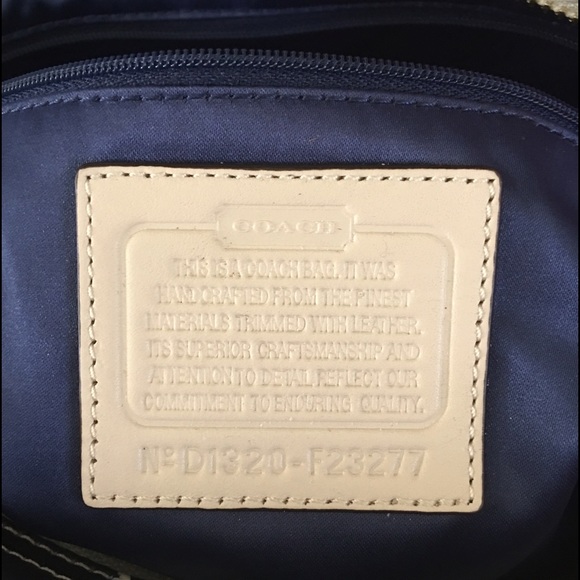 COACH
THIS IS A COACH BAG. IT WAS
HANDCRAFTED FROM THE FINEST
MATERIALS TRIMMED WITH LEATHER.
ITS SUPERIOR CRAFTSMANSHIP AND
ATTENTION TO DETAIL REFLECT OUR
COMMITMENT TO ENDURING QUALITY.
Nº D1320-F23277